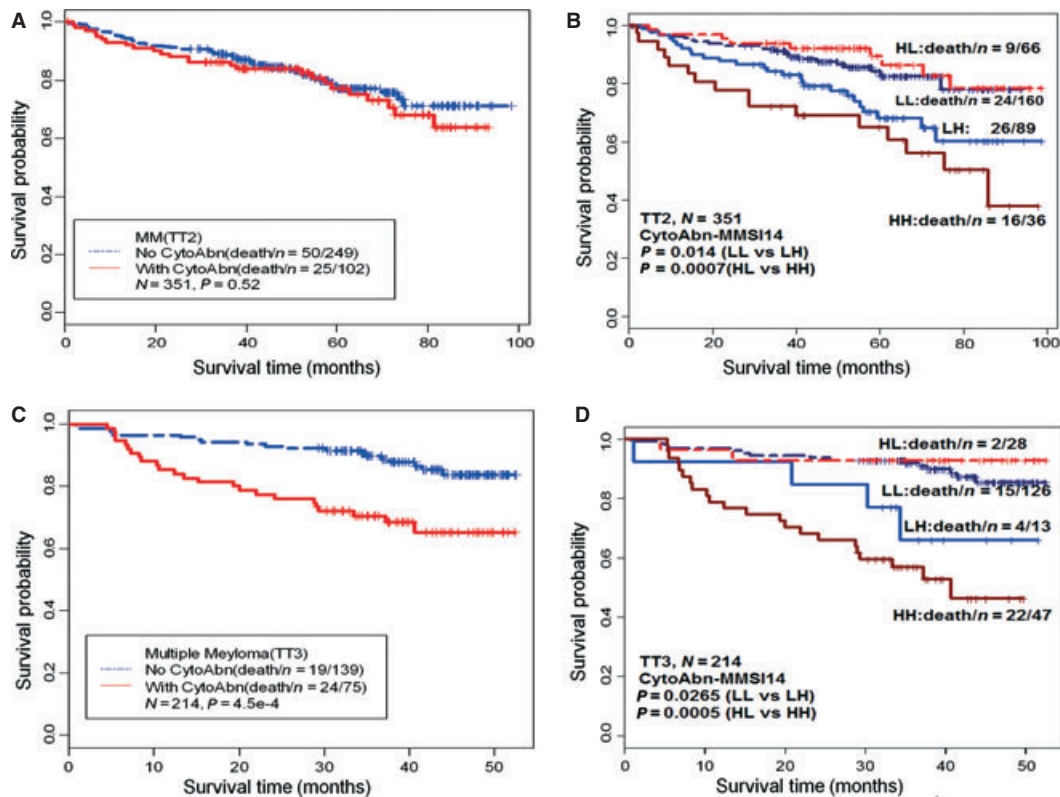 A
Survival probability
1.0
0.8
0.6
0.4
0.2
0.0
MM(TT2)
No CytoAbn(death/n = 50/249)
With CytoAbn(death/n = 25/102)
N = 351, P = 0.52
0 20 40 60 80 100
Survival time (months)
B
Survival probability
1.0
0.8
0.6
0.4
0.2
0.0
HL:death/n = 9/66
LL:death/n = 24/160
LH: 26/89
HH:death/n = 16/36
TT2, N = 351
CytoAbn-MMSI14
P = 0.014 (LL vs LH)
P = 0.0007(HL vs HH)
0 20 40 60 80 100
Survival time (months)
C
Survival probability
1.0
0.8
0.6
0.4
0.2
0.0
Multiple Meyloma(TT3)
No CytoAbn(death/n = 19/139)
With CytoAbn(death/n = 24/75)
N = 214, P = 4.5e-4
0 10 20 30 40 50
Survival time (months)
D
Survival probability
1.0
0.8
0.6
0.4
0.2
0.0
HL:death/n = 2/28
LL:death/n = 15/126
LH:death/n = 4/13
HH:death/n = 22/47
TT3, N = 214
CytoAbn-MMSI14
P = 0.0265 (LL vs LH)
P = 0.0005 (HL vs HH)
0 10 20 30 40 50
Survival time (months)